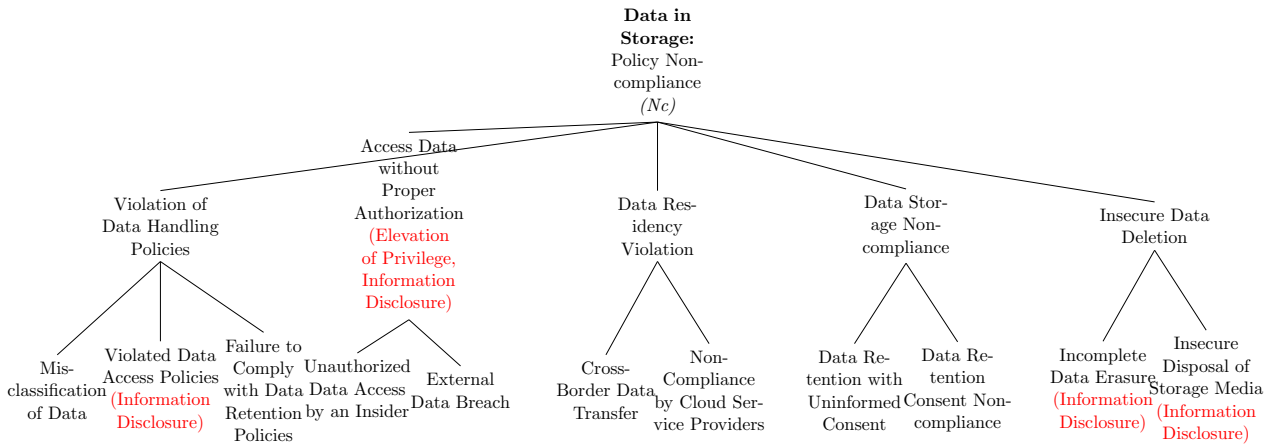 Data in
Storage:
Policy Non-
compliance
(Nc)
Violation of
Data Handling
Policies
Access Data
without
Proper
Authorization
(Elevation
of Privilege,
Information
Disclosure)
Data Res-
idency
Violation
Data Stor-
age Non-
compliance
Insecure Data
Deletion
Mis-
classification
of Data
Violated Data
Access Policies
(Information
Disclosure)
Failure to
Comply
with Data
Retention
Policies
Unauthorized
Data Access
by an Insider
External
Data Breach
Cross-
Border Data
Transfer
Non-
Compliance
by Cloud Ser-
vice Providers
Data Re-
tention with
Uninformed
Consent
Data Re-
tention
Consent Non-
compliance
Incomplete
Data Erasure
(Information
Disclosure)
Insecure
Disposal of
Storage Media
(Information
Disclosure)